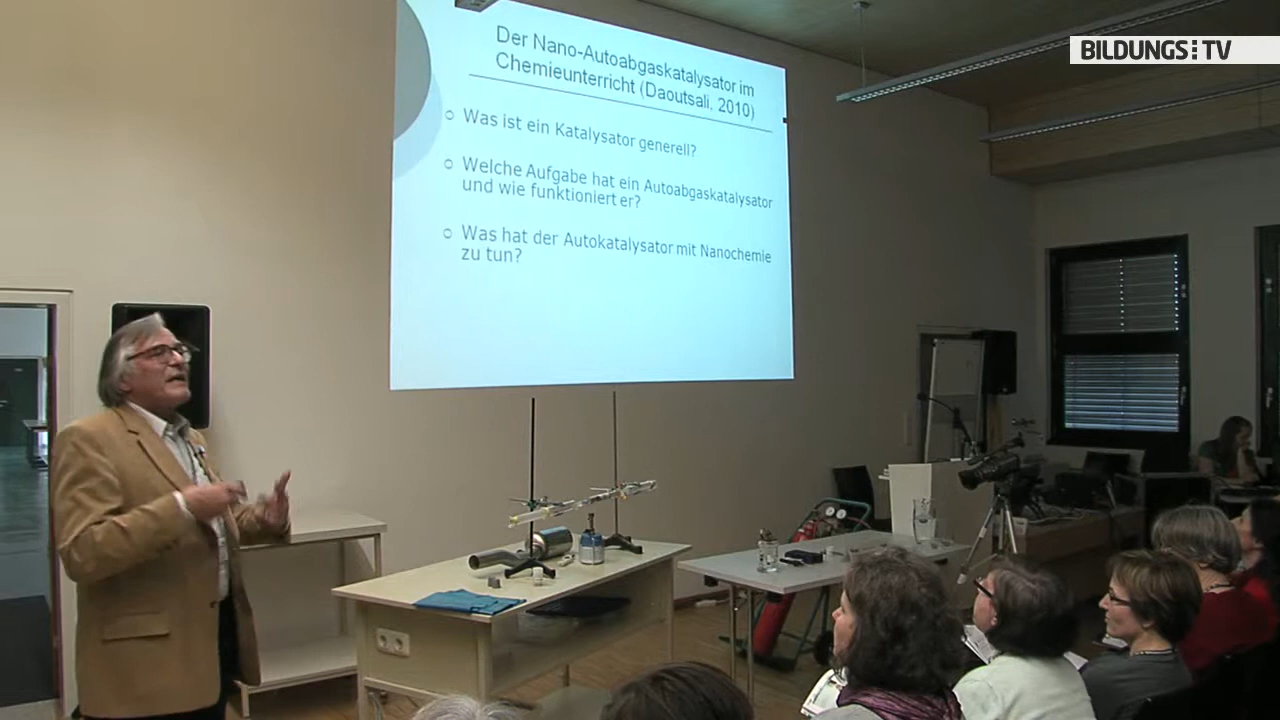 BILDUNGS TV
Der Nano-Autoabgaskatalysator im
Chemieunterricht (Daoutsali, 2010)
Was ist ein Katalysator generell?
Welche Aufgabe hat ein Autoabgaskatalysator
und wie funktioniert er?
Was hat der Autokatalysator mit Nanochemie
zu tun?